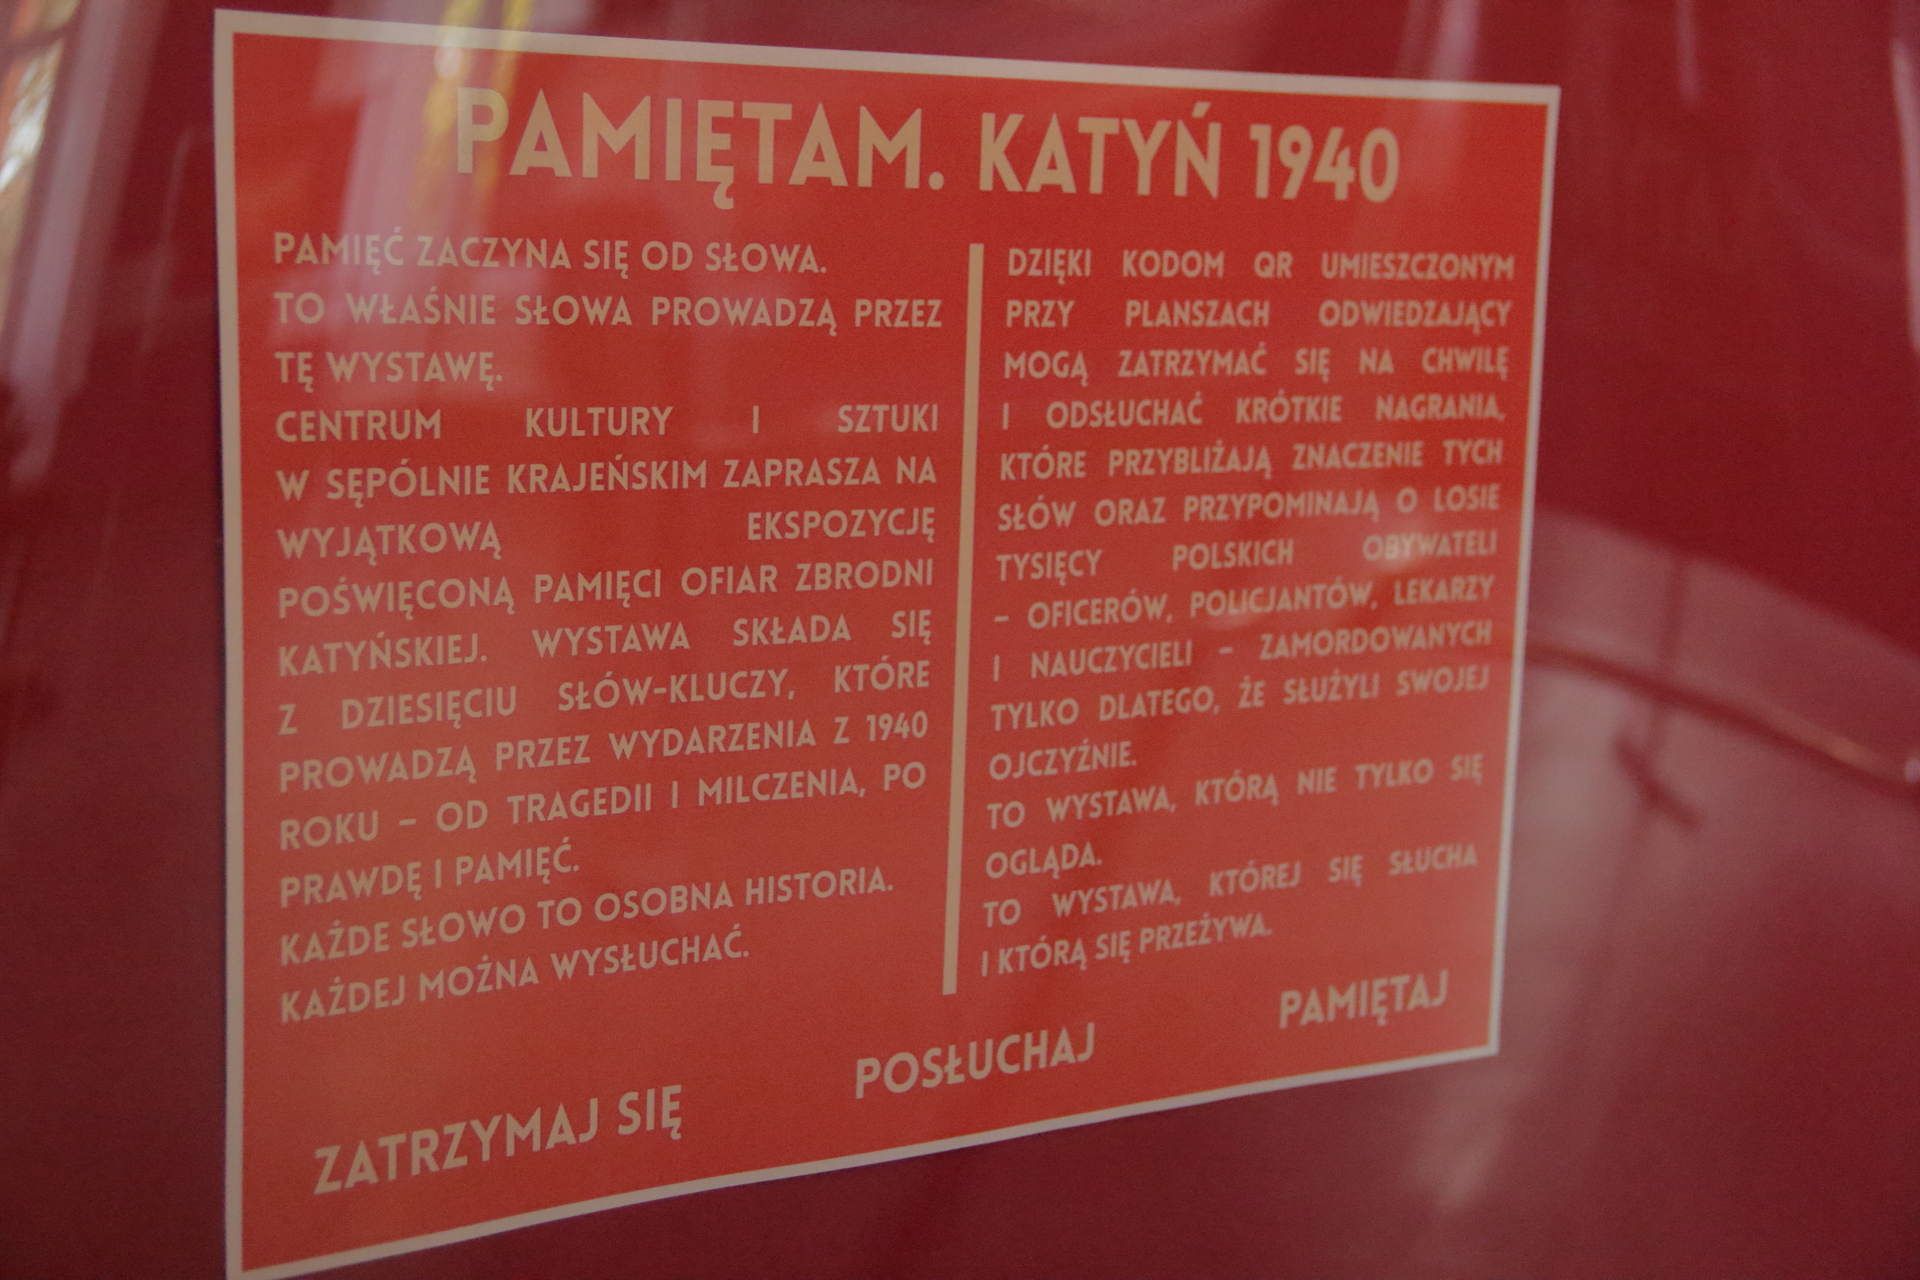 PAMIĘTAM. KATYŃ 1940
PAMIĘĆ ZACZYNA SIĘ OD SŁOWA.
TO WŁAŚNIE SŁOWA PROWADZĄ PRZEZ
TĘ WYSTAWĘ.
CENTRUM KULTURY I SZTUKI
W SĘPÓLNIE KRAJEŃSKIM ZAPRASZA NA
WYJĄTKOWĄ EKSPOZYCJĘ
POŚWIĘCONĄ PAMIĘCI OFIAR ZBRODNI
KATYŃSKIEJ. WYSTAWA SKŁADA SIĘ
Z DZIESIĘCIU SŁÓW-KLUCZY, KTÓRE
PROWADZĄ PRZEZ WYDARZENIA Z 1940
ROKU – OD TRAGEDII I MILCZENIA, PO
PRAWDĘ I PAMIĘĆ.
KAŻDE SŁOWO TO OSOBNA HISTORIA.
KAŻDEJ MOŻNA WYSŁUCHAĆ.
DZIĘKI KODOM QR UMIESZCZONYM
PRZY PLANSZACH ODWIEDZAJĄCY
MOGĄ ZATRZYMAĆ SIĘ NA CHWILĘ
I ODSŁUCHAĆ KRÓTKIE NAGRANIA,
KTÓRE PRZYBLIŻAJĄ ZNACZENIE TYCH
SŁÓW ORAZ PRZYPOMINAJĄ O LOSIE
TYSIĘCY POLSKICH OBYWATELI
– OFICERÓW, POLICJANTÓW, LEKARZY
I NAUCZYCIELI – ZAMORDOWANYCH
TYLKO DLATEGO, ŻE SŁUŻYLI SWOJEJ
OJCZYŹNIE.
TO WYSTAWA, KTÓRĄ NIE TYLKO SIĘ
OGLĄDA.
TO WYSTAWA, KTÓREJ SIĘ SŁUCHA
I KTÓRĄ SIĘ PRZEŻYWA.
ZATRZYMAJ SIĘ
POSŁUCHAJ
PAMIĘTAJ